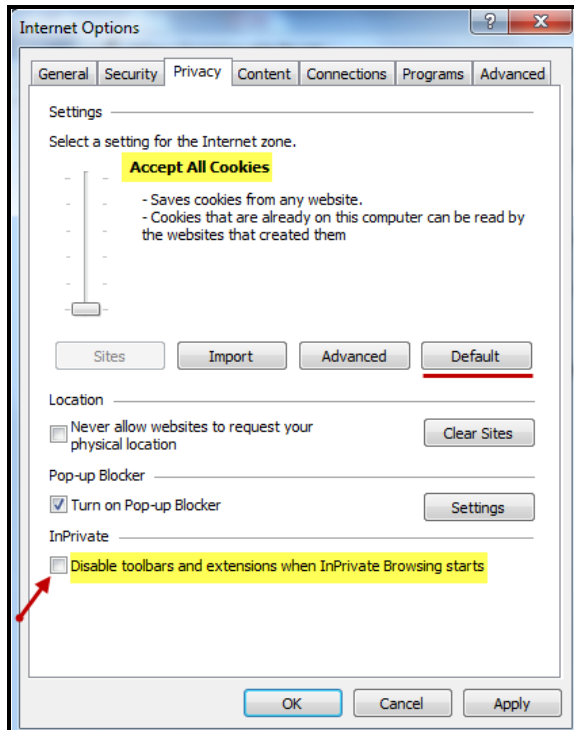 Internet Options
?
X
General Security Privacy Content Connections Programs Advanced
Settings
Select a setting for the Internet zone.
Accept All Cookies
- Saves cookies from any website.
- Cookies that are already on this computer can be read by
the websites that created them
Sites Import Advanced Default
Location
Never allow websites to request your
physical location
Clear Sites
Pop-up Blocker
Turn on Pop-up Blocker
Settings
InPrivate
Disable toolbars and extensions when InPrivate Browsing starts
OK Cancel Apply